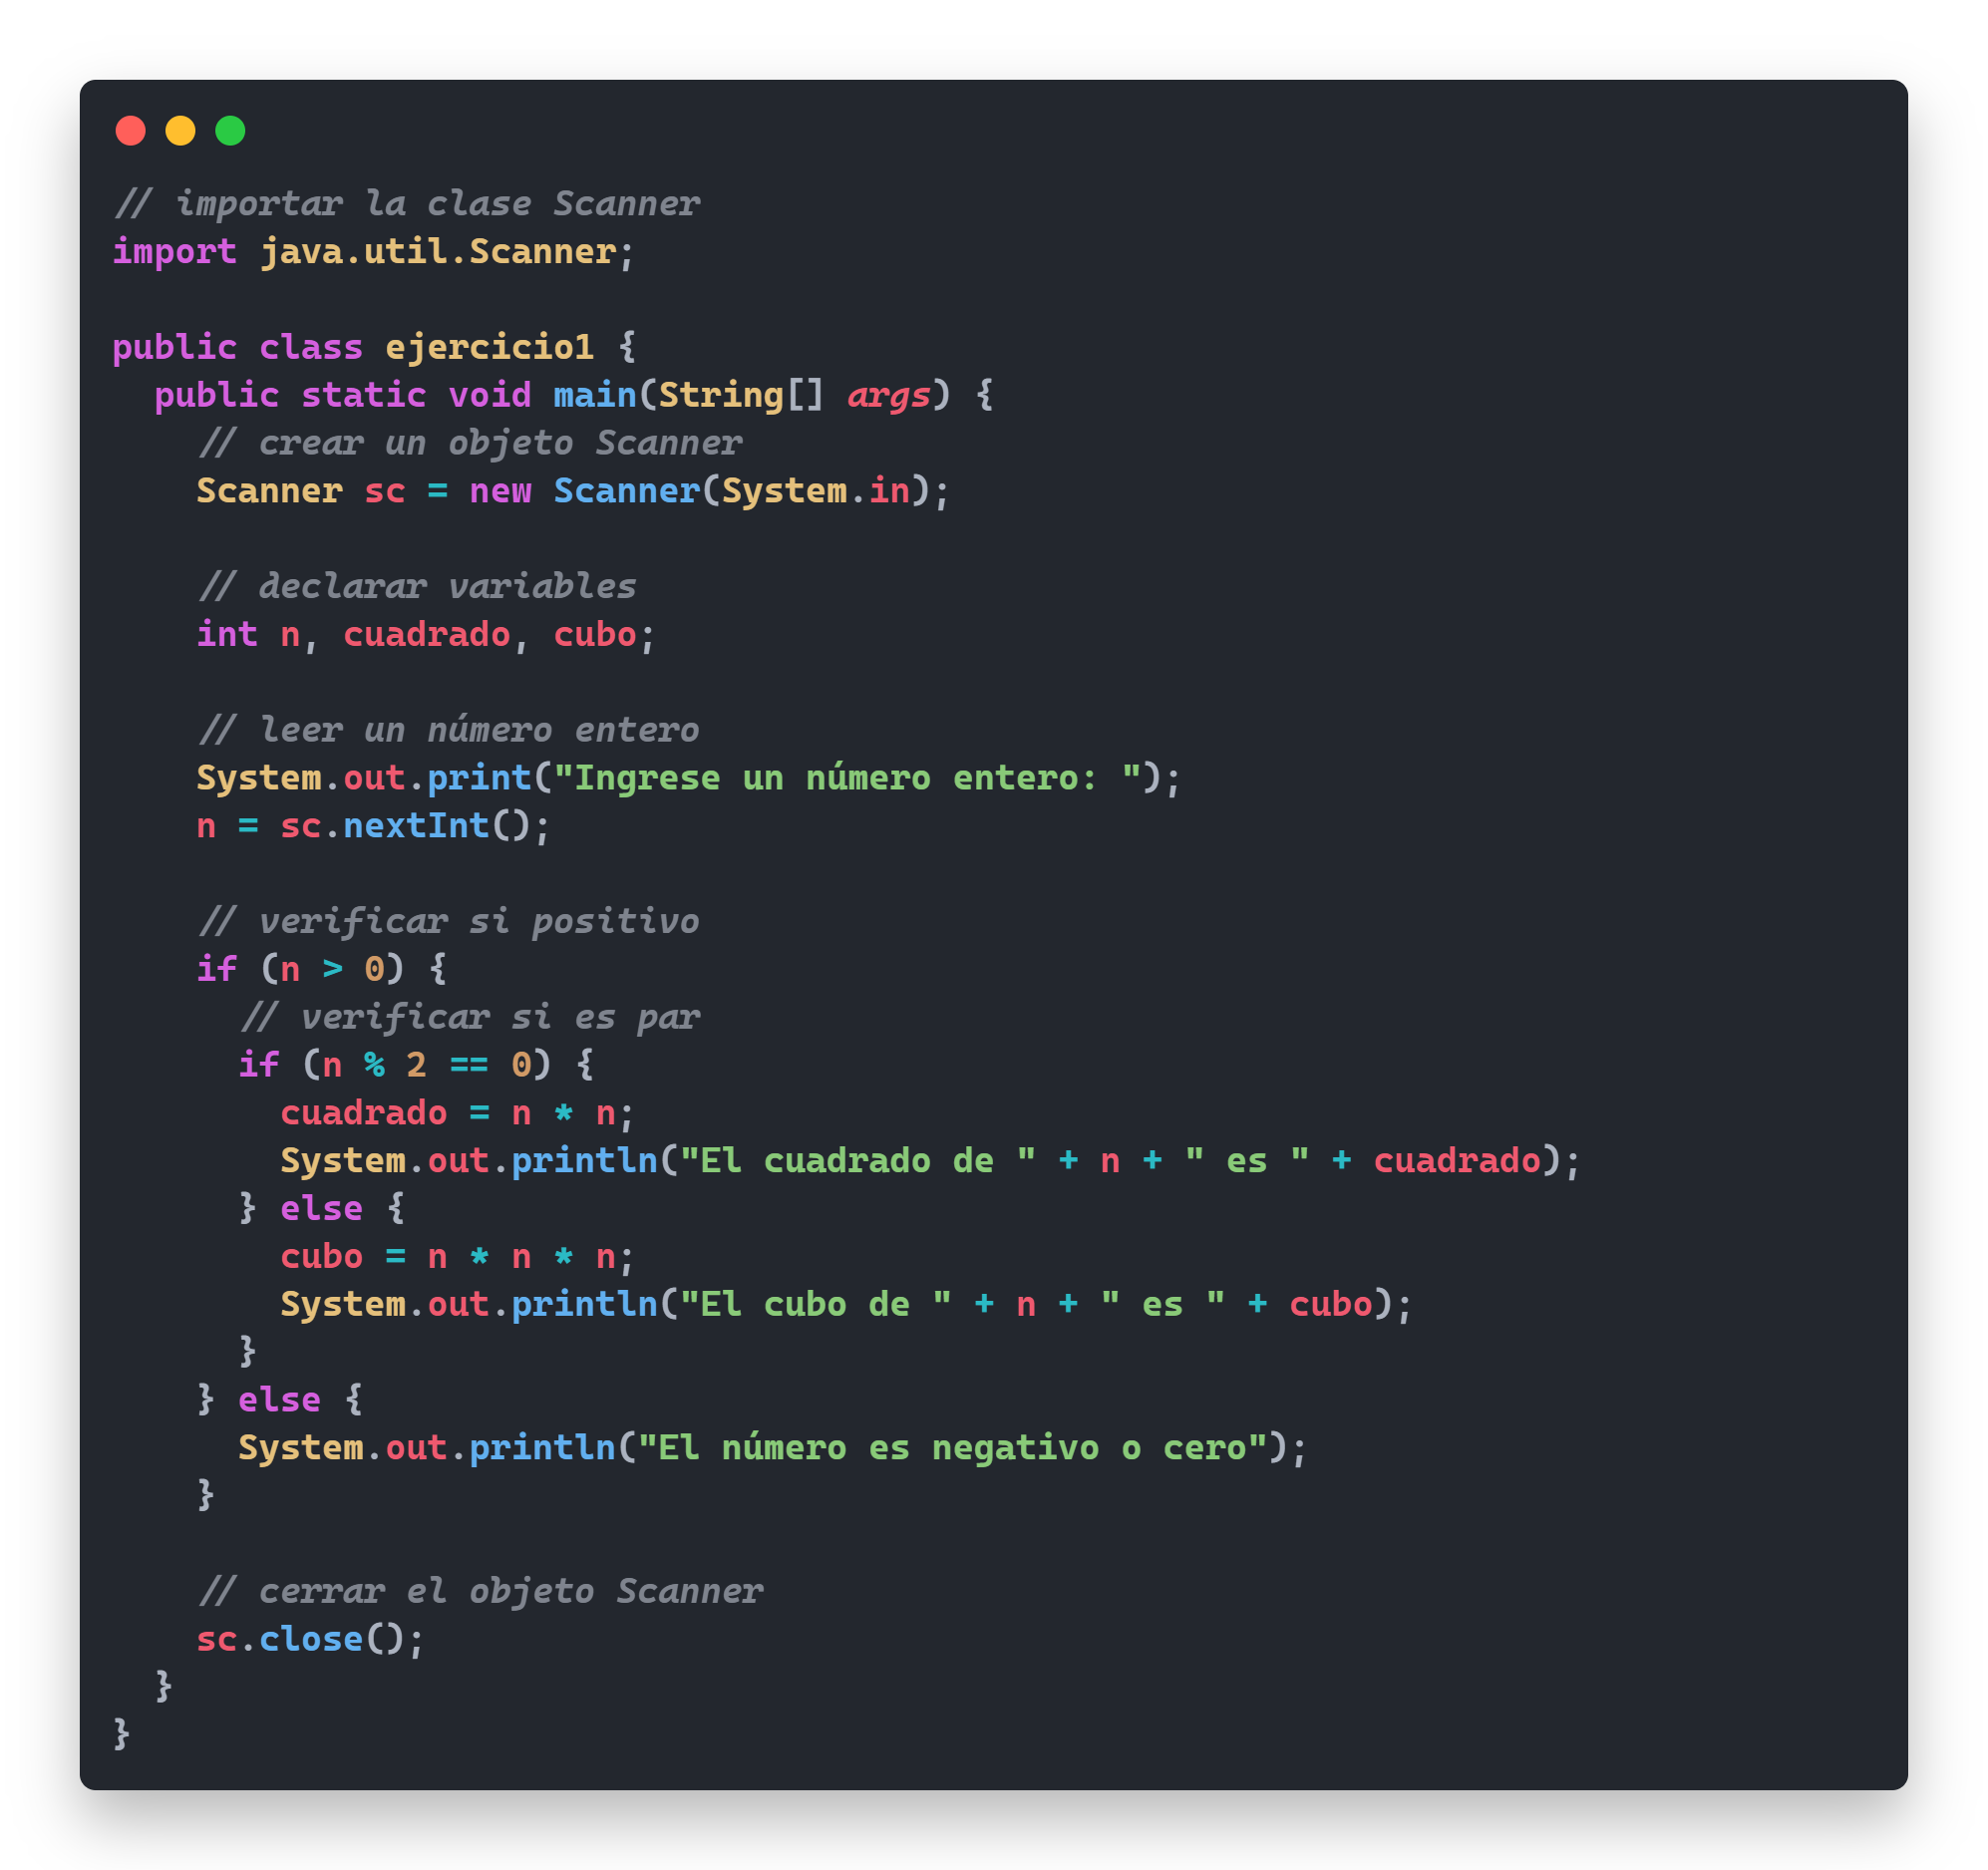 // importar la clase Scanner
import java.util.Scanner;

public class ejercicio1 {
  public static void main(String[] args) {
    // crear un objeto Scanner
    Scanner sc = new Scanner(System.in);

    // declarar variables
    int n, cuadrado, cubo;

    // leer un número entero
    System.out.print("Ingrese un número entero: ");
    n = sc.nextInt();

    // verificar si positivo
    if (n > 0) {
      // verificar si es par
      if (n % 2 == 0) {
        cuadrado = n * n;
        System.out.println("El cuadrado de " + n + " es " + cuadrado);
      } else {
        cubo = n * n * n;
        System.out.println("El cubo de " + n + " es " + cubo);
      }
    } else {
      System.out.println("El número es negativo o cero");
    }

    // cerrar el objeto Scanner
    sc.close();
  }
}